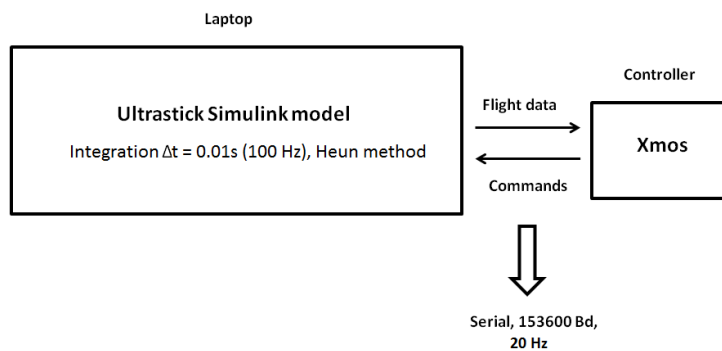 Laptop
Ultrastick Simulink model
Integration Δt = 0.01s (100 Hz), Heun method
Flight data
Commands
Controller
Xmos
Serial, 153600 Bd,
20 Hz